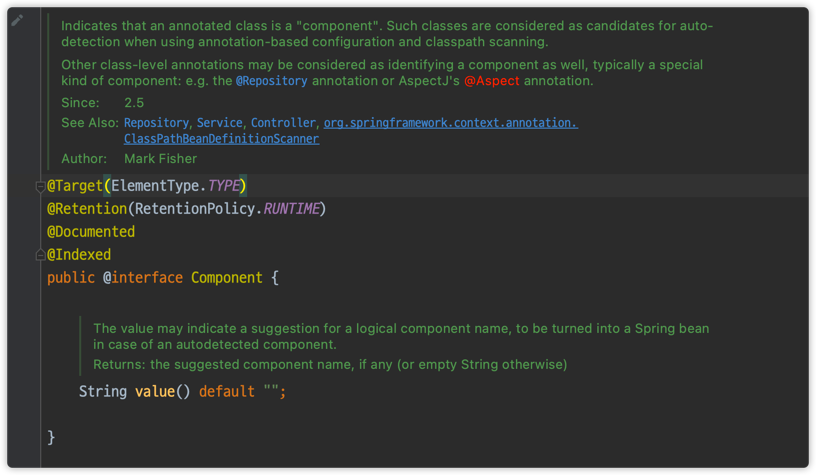 Indicates that an annotated class is a "component". Such classes are considered as candidates for auto-
detection when using annotation-based configuration and classpath scanning.
Other class-level annotations may be considered as identifying a component as well, typically a special
kind of component: e.g. the @Repository annotation or AspectJ's @Aspect annotation.
Since: 2.5
See Also: Repository, Service, Controller, org.springframework.context.annotation.
ClassPathBeanDefinitionScanner
Author: Mark Fisher
@Target(ElementType.TYPE)
@Retention(RetentionPolicy.RUNTIME)
@Documented
@Indexed
public @interface Component {
The value may indicate a suggestion for a logical component name, to be turned into a Spring bean
in case of an autodetected component.
Returns: the suggested component name, if any (or empty String otherwise)
String value() default "";
}